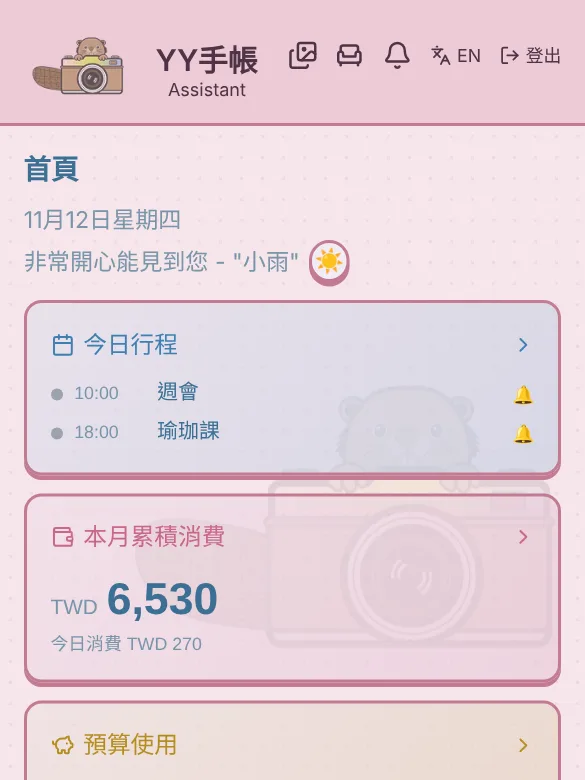 YY手帳
Assistant
EN
登出
首頁
11月12日星期四
非常開心能見到您 - "小雨"
今日行程
10:00 週會
18:00 瑜珈課
本月累積消費
TWD 6,530
今日消費 TWD 270
預算使用